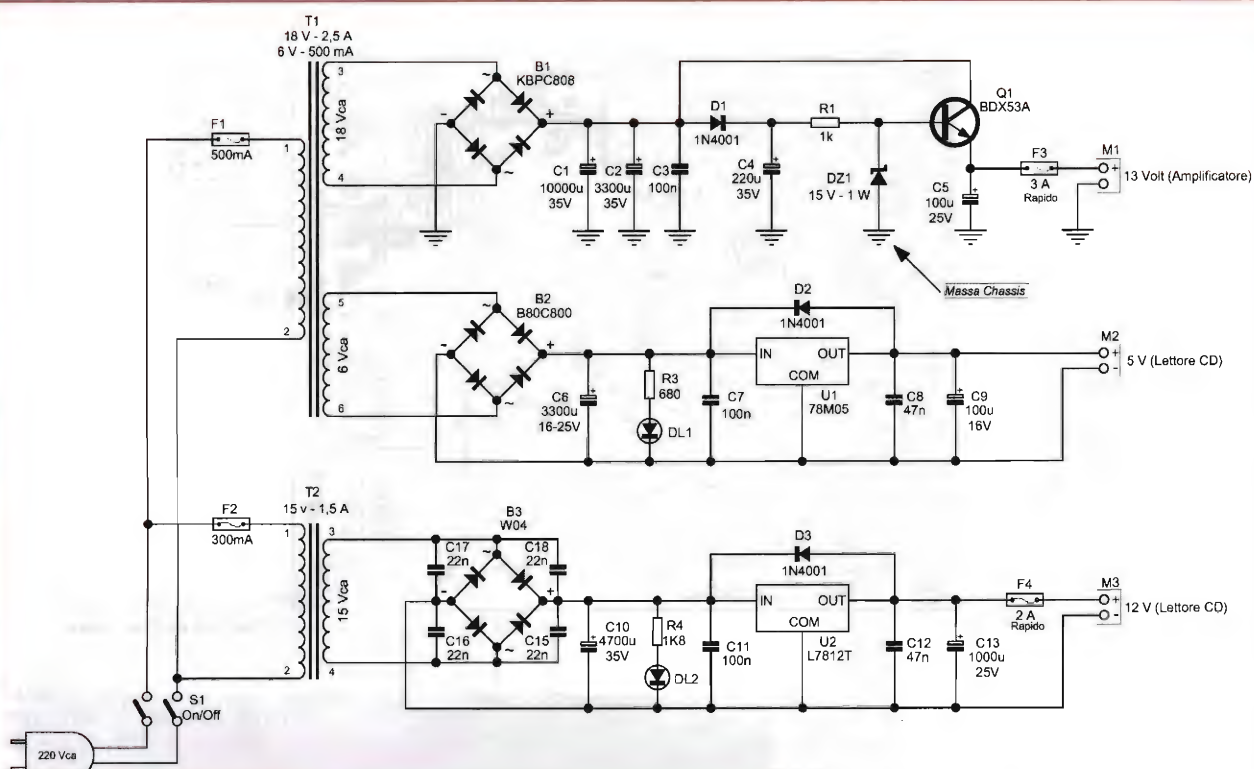 T1
18 V - 2,5 A
6 V - 500 mA
F1
500mA
1
2
3
18 Vca
4
B1
KBPC808
~
-
+
~
C1
10000u
35V
+
C2
3300u
35V
+
C3
100n
D1
1N4001
C4
220u
35V
+
R1
1k
DZ1
15 V - 1 W
Q1
BDX53A
C5
100u
25V
+
F3
3 A
Rapido
M1
+
-
13 Volt (Amplificatore)
Massa Chassis
5
6 Vca
6
B2
B80C800
~
-
+
~
C6
3300u
16-25V
+
R3
680
DL1
C7
100n
D2
1N4001
IN
OUT
COM
U1
78M05
C8
47n
C9
100u
16V
+
M2
+
-
5 V (Lettore CD)
F2
300mA
T2
15 v - 1,5 A
1
2
3
15 Vca
4
B3
W04
C17
22n
C18
22n
~
-
+
~
C16
22n
C15
22n
C10
4700u
35V
+
R4
1K8
DL2
C11
100n
D3
1N4001
IN
OUT
COM
U2
L7812T
C12
47n
C13
1000u
25V
+
F4
2 A
Rapido
M3
+
-
12 V (Lettore CD)
S1
On/Off
220 Vca